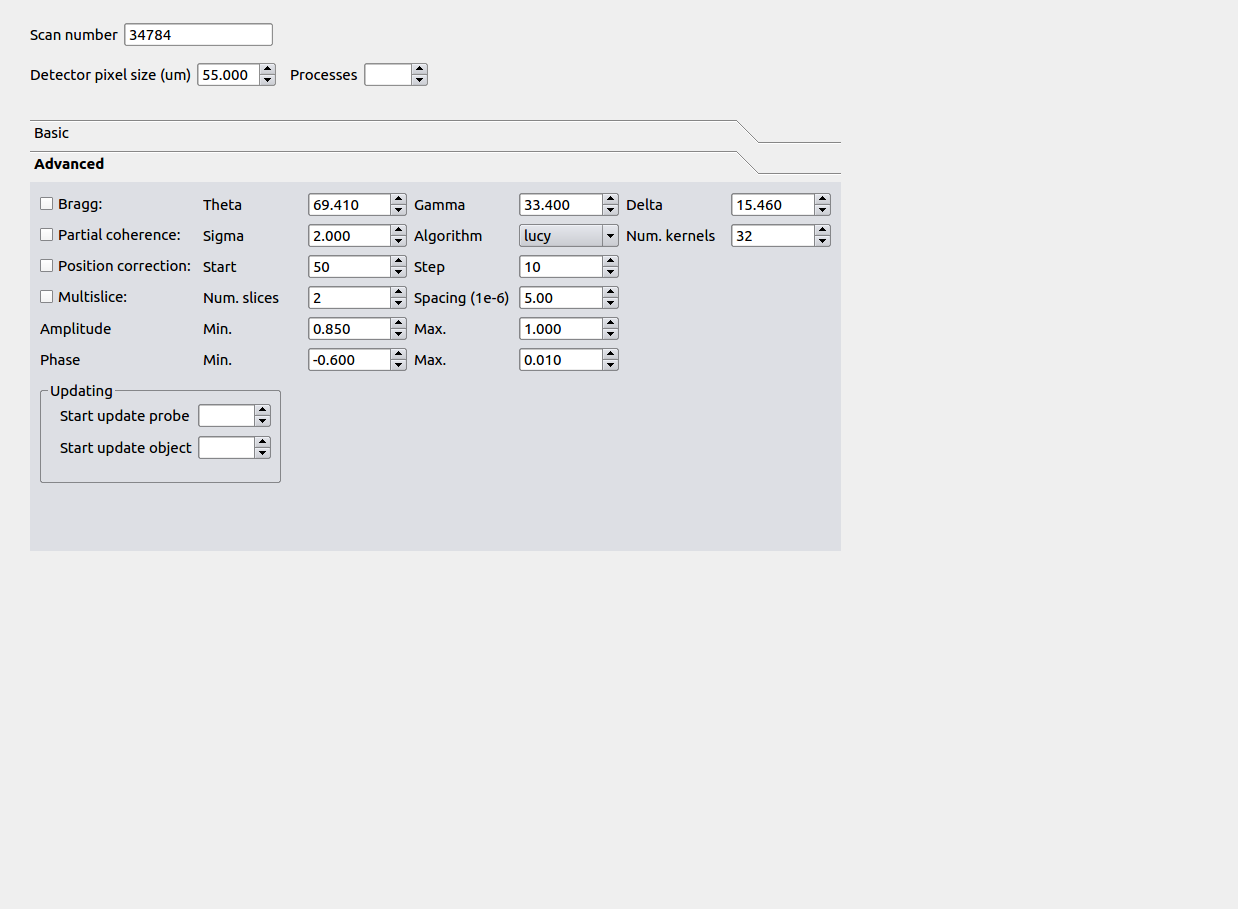 Scan number 34784
Detector pixel size (um) 55.000 Processes
Basic
Advanced
Bragg: Theta 69.410 Gamma 33.400 Delta 15.460
Partial coherence: Sigma 2.000 Algorithm lucy Num. kernels 32
Position correction: Start 50 Step 10
Multislice: Num. slices 2 Spacing (1e-6) 5.00
Amplitude Min. 0.850 Max. 1.000
Phase Min. -0.600 Max. 0.010
Updating
Start update probe
Start update object